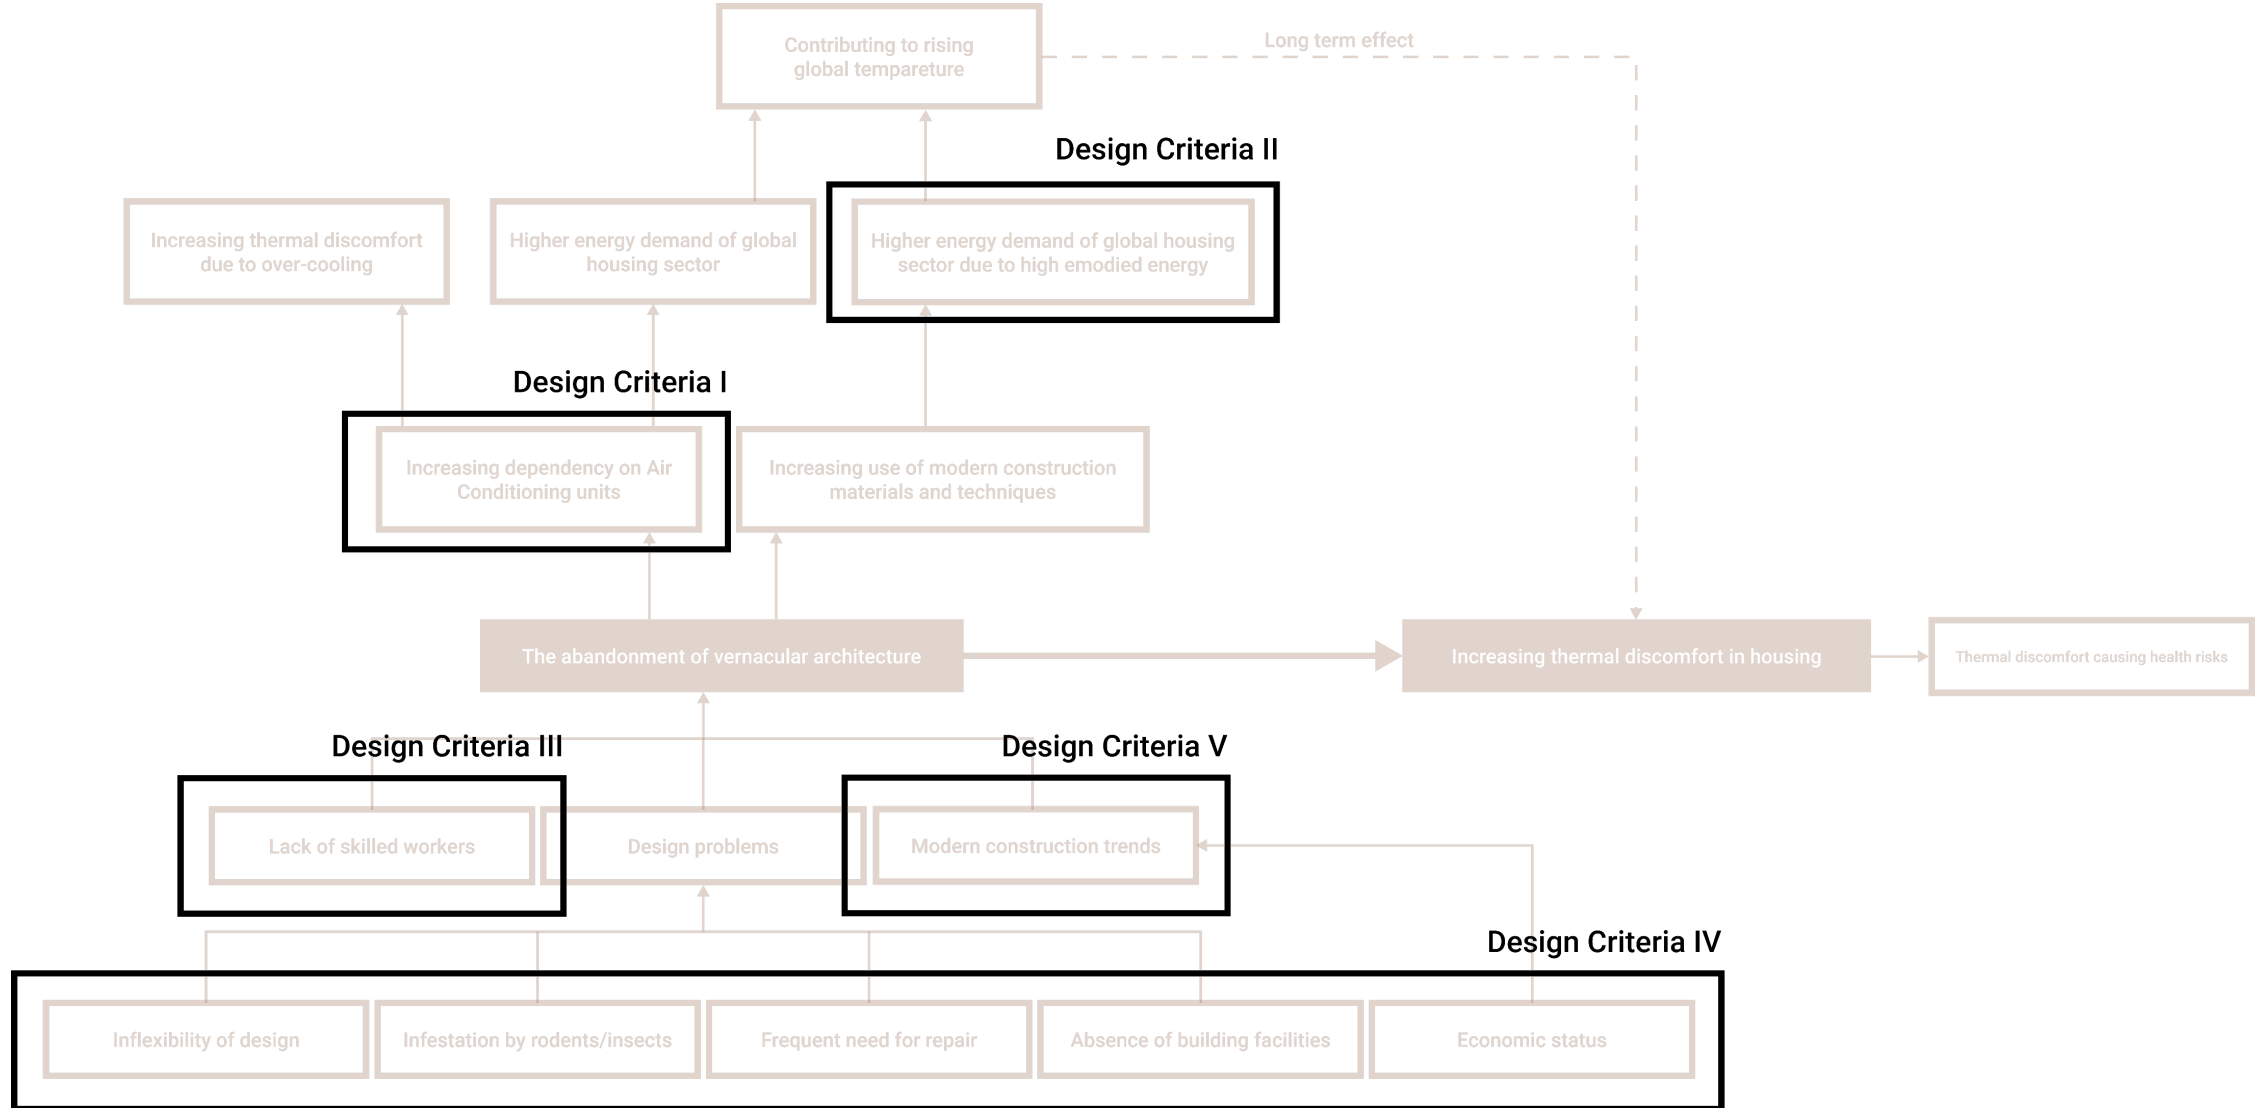 Contributing to rising
global tempareture
Long term effect
Design Criteria II
Increasing thermal discomfort
due to over-cooling
Higher energy demand of global
housing sector
Higher energy demand of global housing
sector due to high emodied energy
Design Criteria I
Increasing dependency on Air
Conditioning units
Increasing use of modern construction
materials and techniques
The abandonment of vernacular architecture
Increasing thermal discomfort in housing
Thermal discomfort causing health risks
Design Criteria III
Design Criteria V
Lack of skilled workers
Design problems
Modern construction trends
Design Criteria IV
Inflexibility of design
Infestation by rodents/insects
Frequent need for repair
Absence of building facilities
Economic status